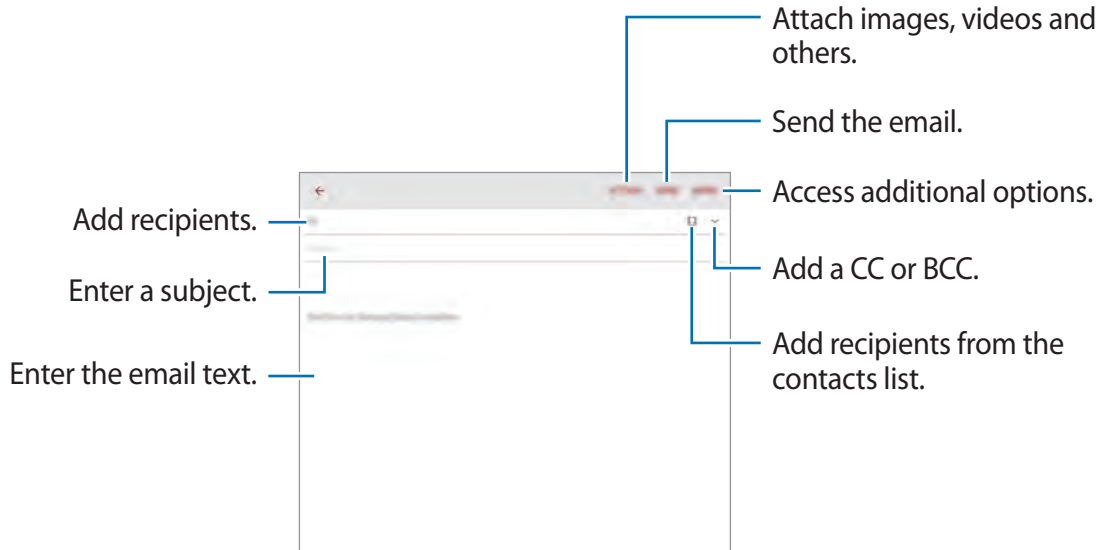 Attach images, videos and
others.
Send the email.
Access additional options.
Add recipients.
Add a CC or BCC.
Enter a subject.
Add recipients from the
contacts list.
Enter the email text.